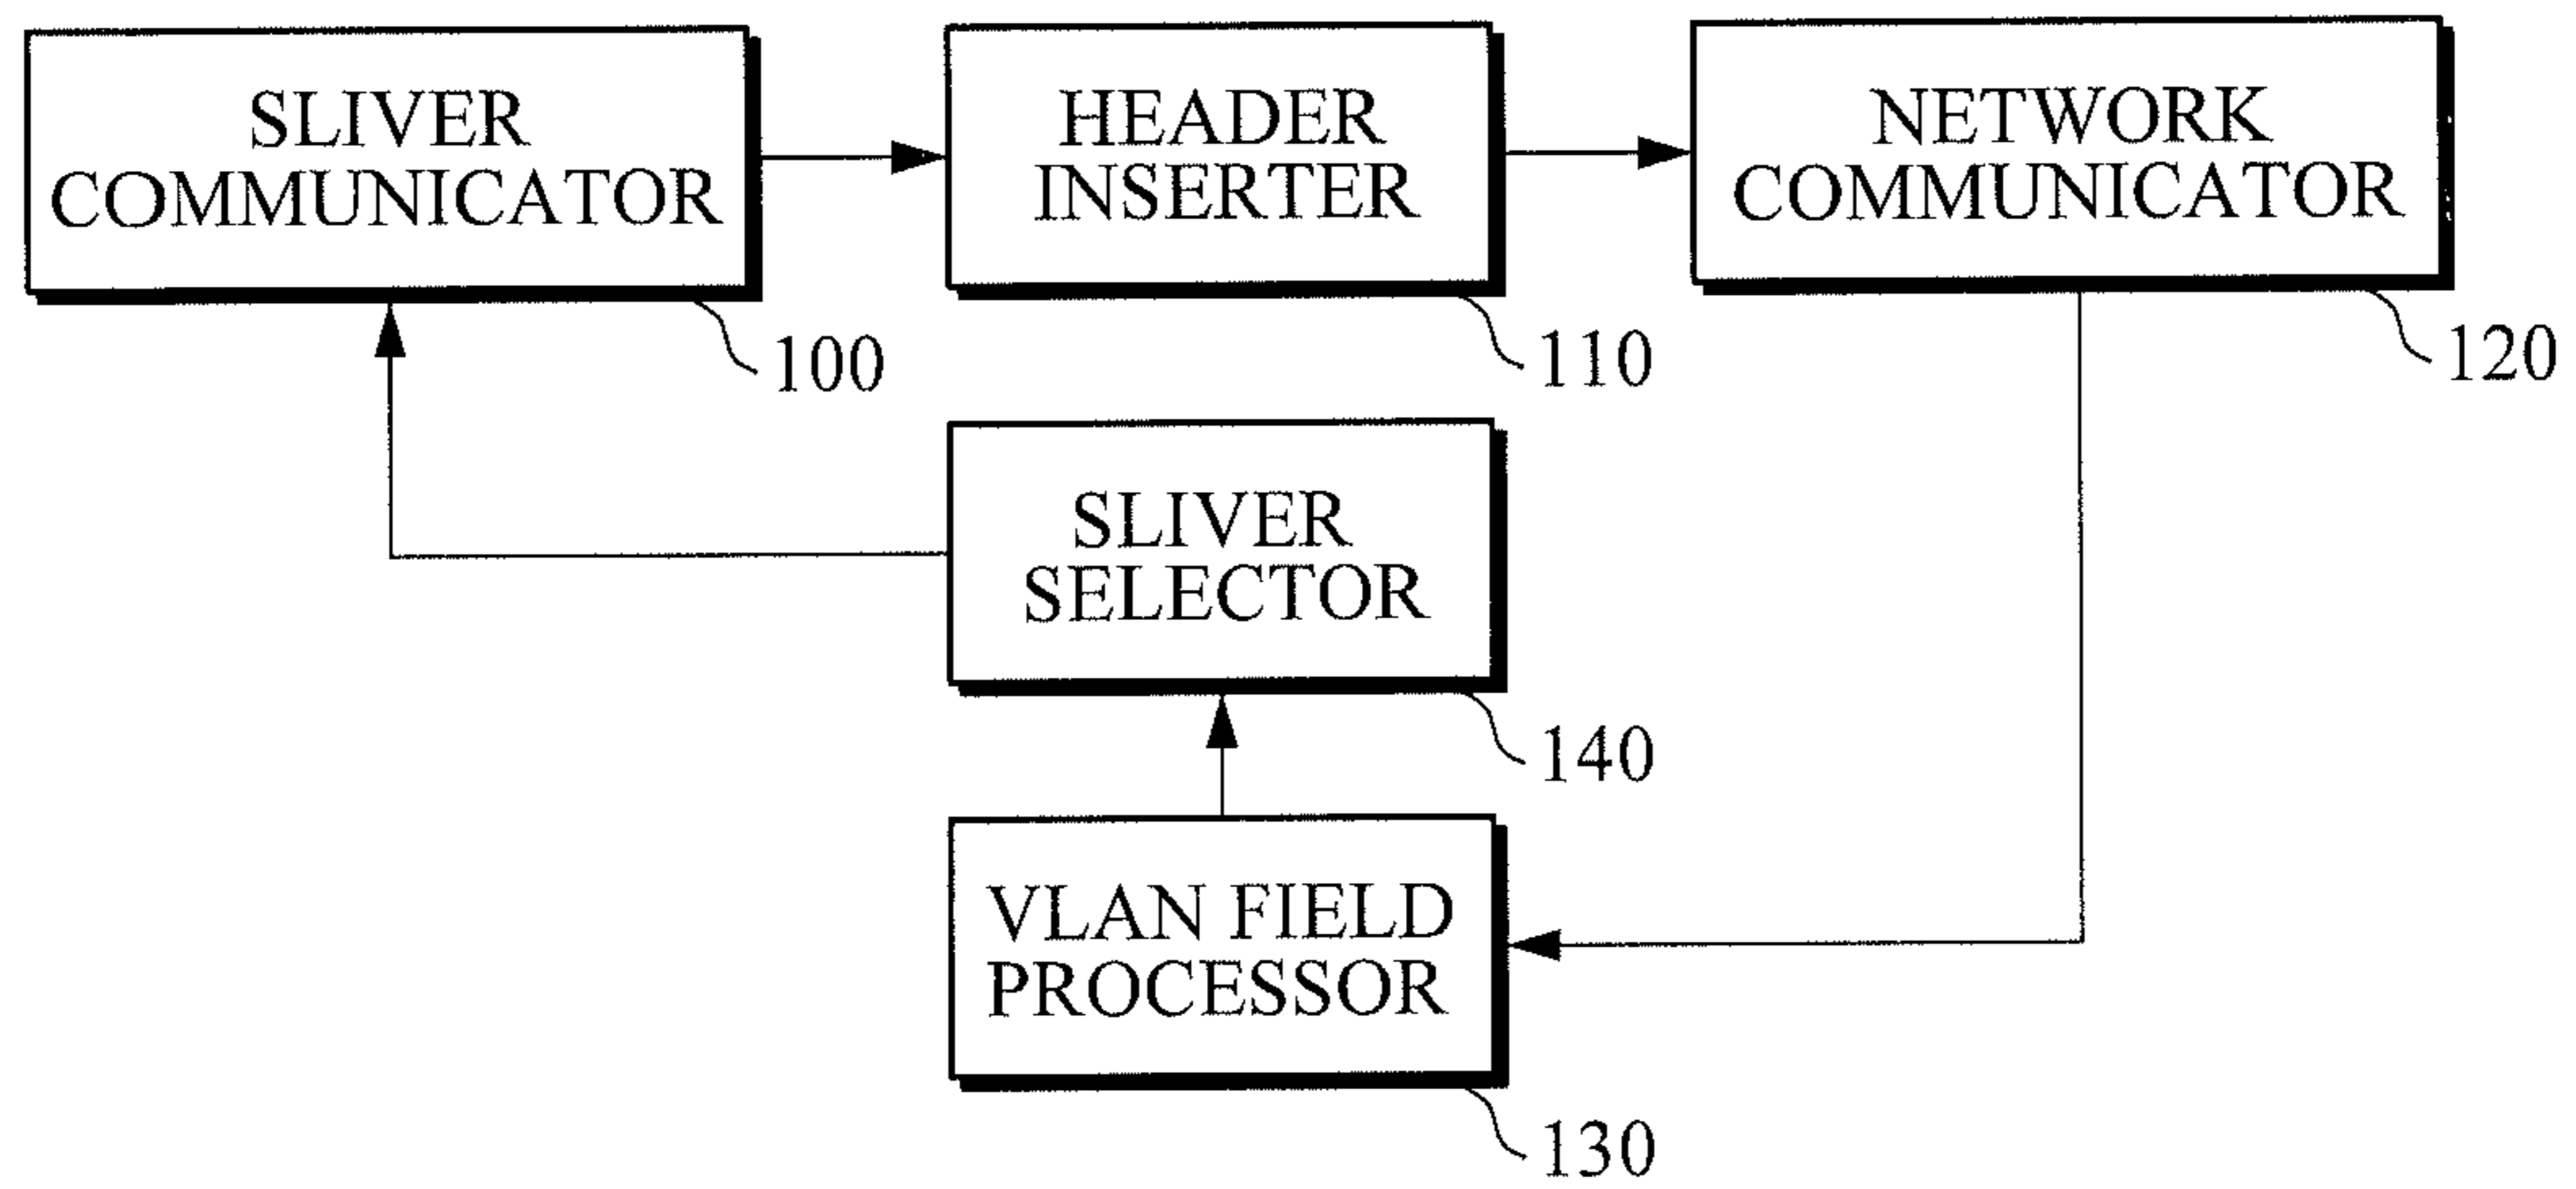 SLIVER
COMMUNICATOR
100
HEADER
INSERTER
110
NETWORK
COMMUNICATOR
120
SLIVER
SELECTOR
140
VLAN FIELD
PROCESSOR
130